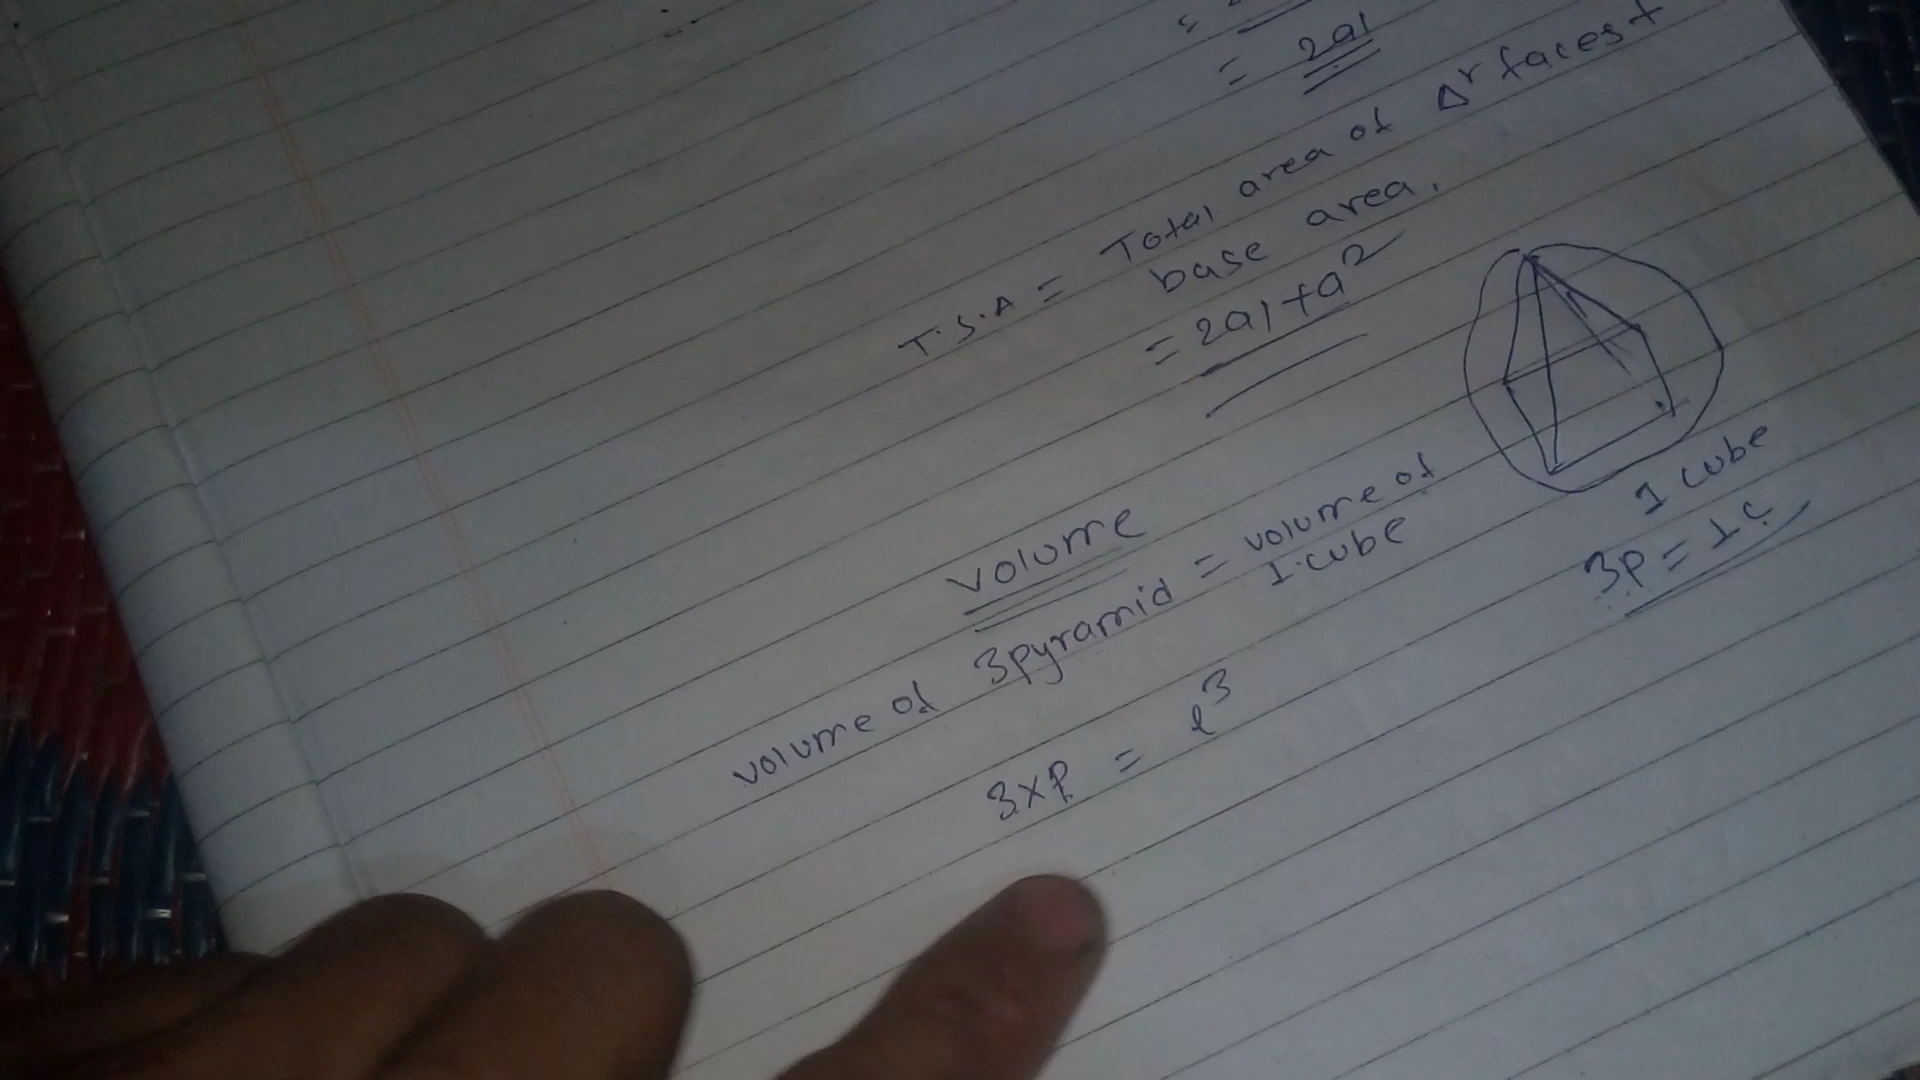 = 2al
T.S.A = Total area of Δr faces +
base area.
= 2al + a²
volume
volume of 3pyramid = volume of
1.cube
3xP = l³
1 cube
3P = 1c